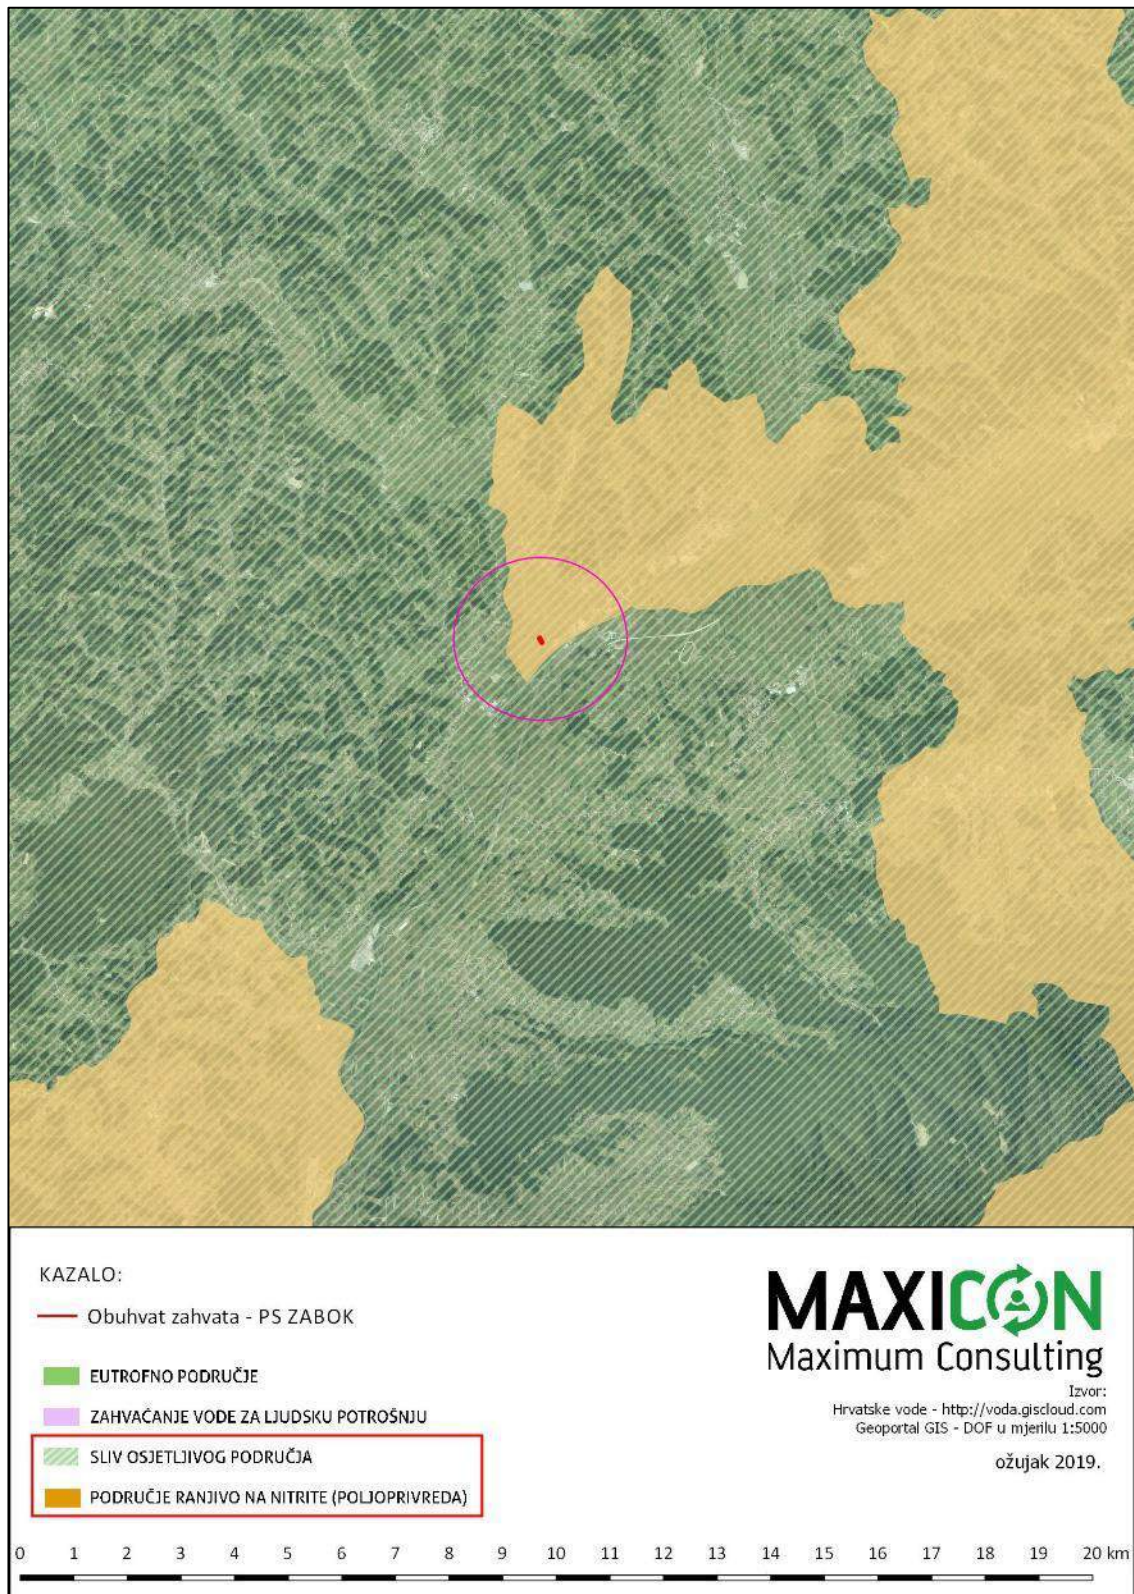 KAZALO:
Obuhvat zahvata - PS ZABOK
EUTROFNO PODRUČJE
ZAHVAĆANJE VODE ZA LJUDSKU POTROŠNJU
SLIV OSJETLJIVOG PODRUČJA
PODRUČJE RANJIVO NA NITRITE (POLJOPRIVREDA)
MAXICON
Maximum Consulting
Izvor:
Hrvatske vode - http://voda.giscloud.com
Geoportal GIS - DOF u mjerilu 1:5000
ožujak 2019.
0 1 2 3 4 5 6 7 8 9 10 11 12 13 14 15 16 17 18 19 20 km